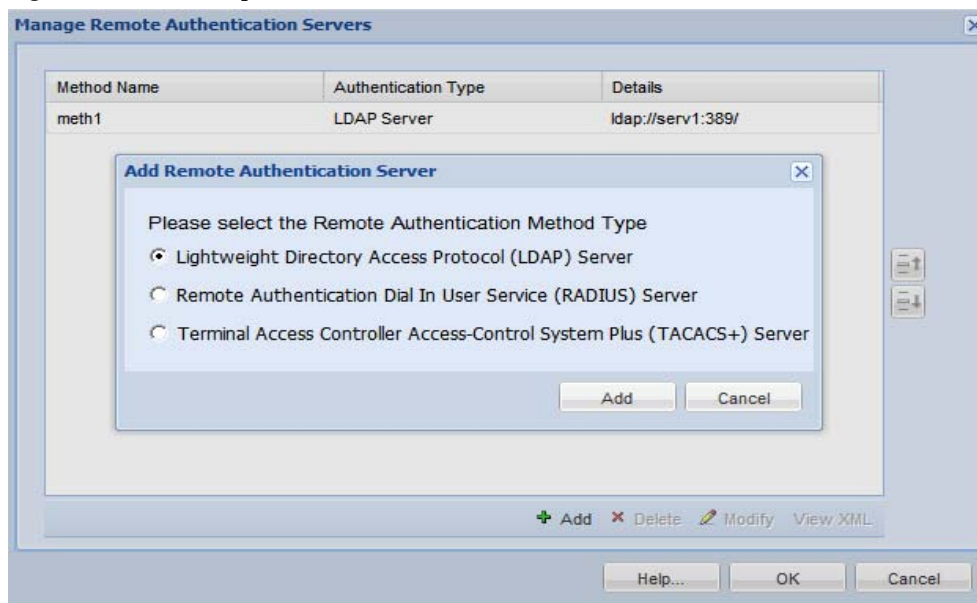 Manage Remote Authentication Servers
Method Name Authentication Type Details
meth1 LDAP Server ldap://serv1:389/
Add Remote Authentication Server
Please select the Remote Authentication Method Type
Lightweight Directory Access Protocol (LDAP) Server
Remote Authentication Dial In User Service (RADIUS) Server
Terminal Access Controller Access-Control System Plus (TACACS+) Server
Add Cancel
Add Delete Modify View XML
Help... OK Cancel